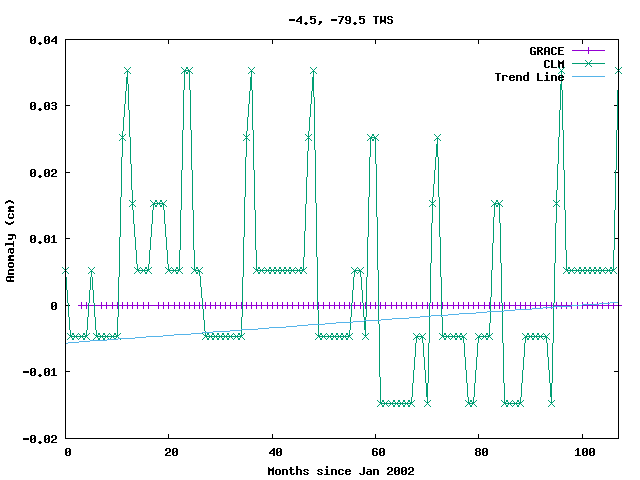 -4.5, -79.5 TWS
0.04
GRACE
CLM
Trend Line
0.03
0.02
0.01
0
-0.01
-0.02
Anomaly (cm)
0 20 40 60 80 100
Months since Jan 2002